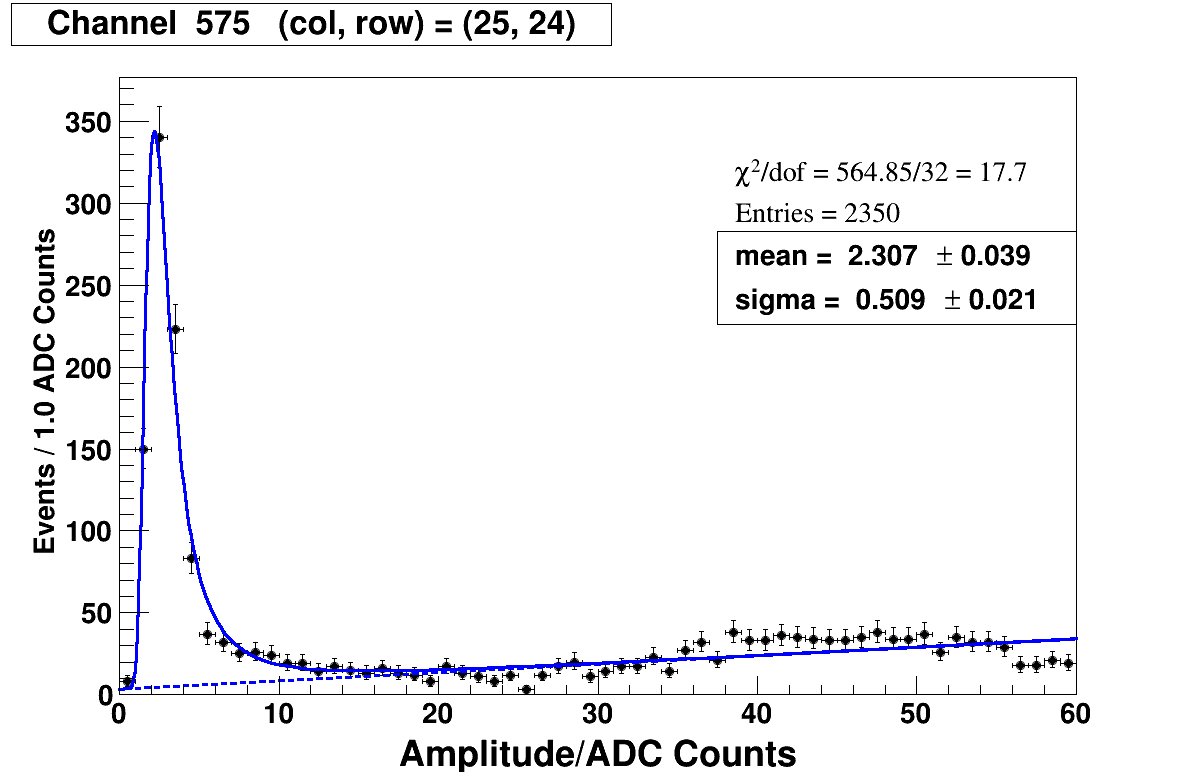 Channel 575 (col, row) = (25, 24)
χ²/dof = 564.85/32 = 17.7
Entries = 2350
mean = 2.307 ± 0.039
sigma = 0.509 ± 0.021
Events / 1.0 ADC Counts
350
300
250
200
150
100
50
0
0 10 20 30 40 50 60
Amplitude/ADC Counts